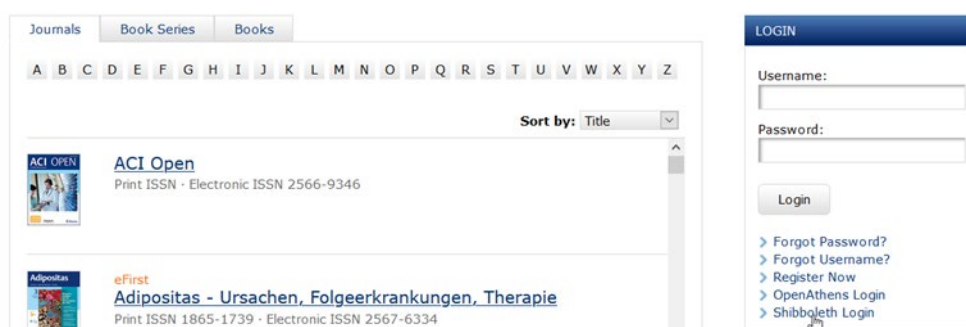 Journals Book Series Books
A B C D E F G H I J K L M N O P Q R S T U V W X Y Z
Sort by: Title
ACI OPEN
ACI Open
Print ISSN · Electronic ISSN 2566-9346
Adipositas
eFirst
Adipositas - Ursachen, Folgeerkrankungen, Therapie
Print ISSN 1865-1739 · Electronic ISSN 2567-6334
LOGIN
Username:
Password:
Login
Forgot Password?
Forgot Username?
Register Now
OpenAthens Login
Shibboleth Login